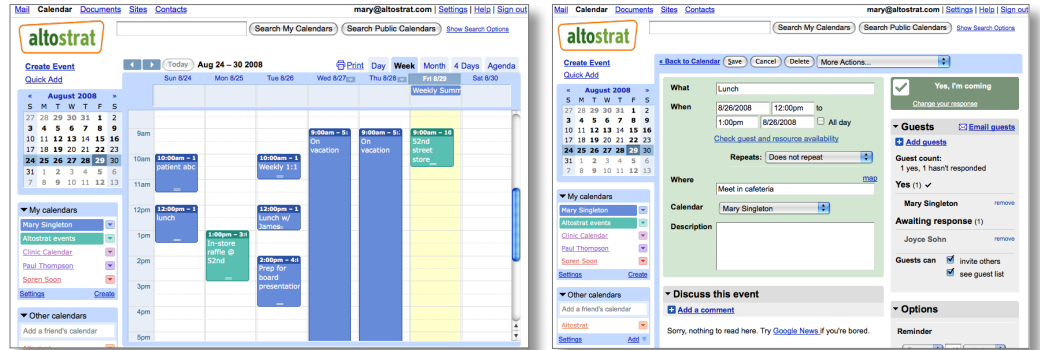 Mail Calendar Documents Sites Contacts
mary@altostrat.com | Settings | Help | Sign out
altostrat
Search My Calendars Search Public Calendars Show Search Options
Create Event
Quick Add
Today Aug 24 – 30 2008
Print Day Week Month 4 Days Agenda
Sun 8/24 Mon 8/25 Tue 8/26 Wed 8/27 Thu 8/28 Fri 8/29 Sat 8/30
Weekly Summ
« August 2008 »
S M T W T F S
27 28 29 30 31 1 2
3 4 5 6 7 8 9
10 11 12 13 14 15 16
17 18 19 20 21 22 23
24 25 26 27 28 29 30
31 1 2 3 4 5 6
7 8 9 10 11 12 13
My calendars
Mary Singleton
Altostrat events
Clinic Calendar
Paul Thompson
Soren Soon
Settings Create
Other calendars
Add a friend's calendar
9am
10am
11am
12pm
1pm
2pm
3pm
4pm
5pm
10:00am – 1
patient abc
12:00pm – 1
lunch
1:00pm – 3:
In-store
raffle @
52nd
10:00am – 1
Weekly 1:1
12:00pm – 1
Lunch w/
James
2:00pm – 4:
Prep for
board
presentation
9:00am – 5:
On
vacation
9:00am – 5:
On
vacation
9:00am – 10
52nd
street
store
Mail Calendar Documents Sites Contacts
mary@altostrat.com | Settings | Help | Sign out
altostrat
Search My Calendars Search Public Calendars Show Search Options
Create Event
Quick Add
« Back to Calendar Save Cancel Delete More Actions...
« August 2008 »
S M T W T F S
27 28 29 30 31 1 2
3 4 5 6 7 8 9
10 11 12 13 14 15 16
17 18 19 20 21 22 23
24 25 26 27 28 29 30
31 1 2 3 4 5 6
7 8 9 10 11 12 13
My calendars
Mary Singleton
Altostrat events
Clinic Calendar
Paul Thompson
Soren Soon
Settings Create
Other calendars
Add a friend's calendar
Altostrat
Settings Add
What Lunch
When 8/26/2008 12:00pm to
1:00pm 8/26/2008 All day
Check guest and resource availability
Repeats: Does not repeat
Where map
Meet in cafeteria
Calendar Mary Singleton
Description
Discuss this event
Add a comment
Sorry, nothing to read here. Try Google News if you're bored.
Yes, I'm coming
Change your response
Guests Email guests
Add guests
Guest count:
1 yes, 1 hasn't responded
Yes (1)
Mary Singleton remove
Awaiting response (1)
Joyce Sohn remove
Guests can invite others
see guest list
Options
Reminder